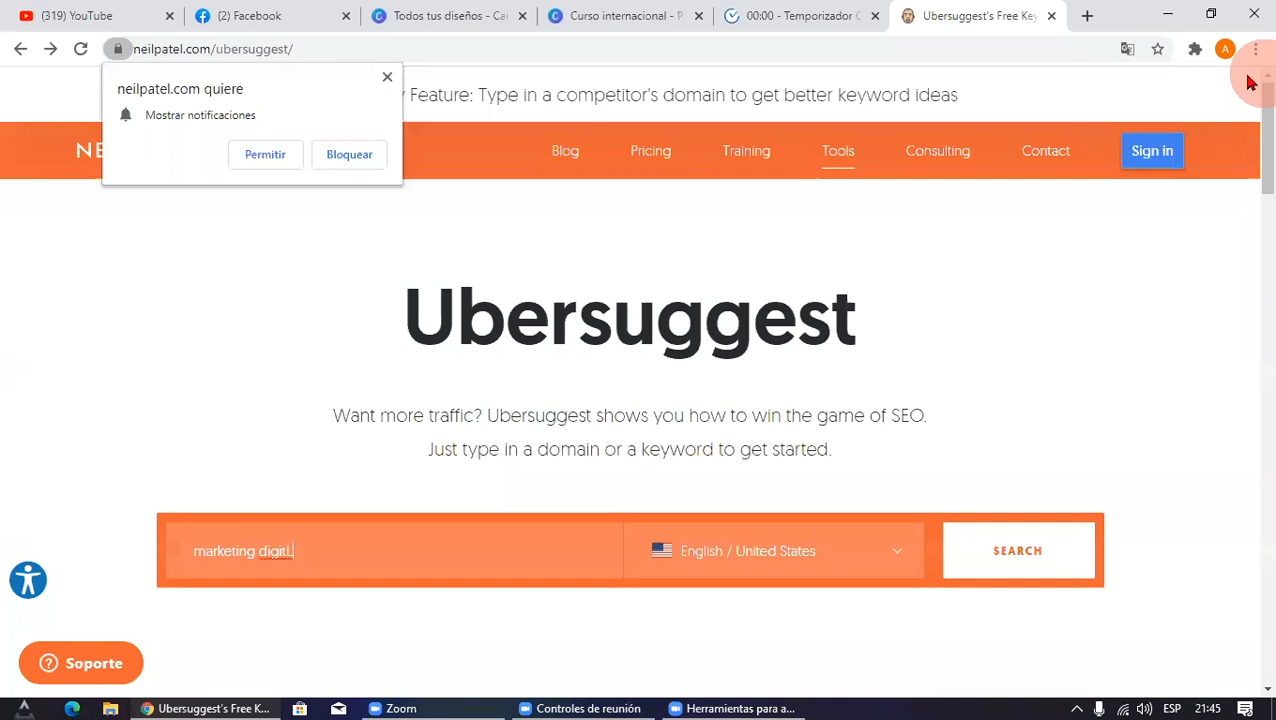 (319) YouTube
(2) Facebook
Todos tus diseños - Ca
Curso internacional - P
00:00 - Temporizador C
Ubersuggest's Free Key
neilpatel.com/ubersuggest/
A
neilpatel.com quiere
Mostrar notificaciones
Permitir
Bloquear
Feature: Type in a competitor's domain to get better keyword ideas
NE
Blog
Pricing
Training
Tools
Consulting
Contact
Sign in
Ubersuggest
Want more traffic? Ubersuggest shows you how to win the game of SEO.
Just type in a domain or a keyword to get started.
marketing digitL
English / United States
SEARCH
Soporte
Ubersuggest's Free K...
Zoom
Controles de reunión
Herramientas para a...
ESP
21:45